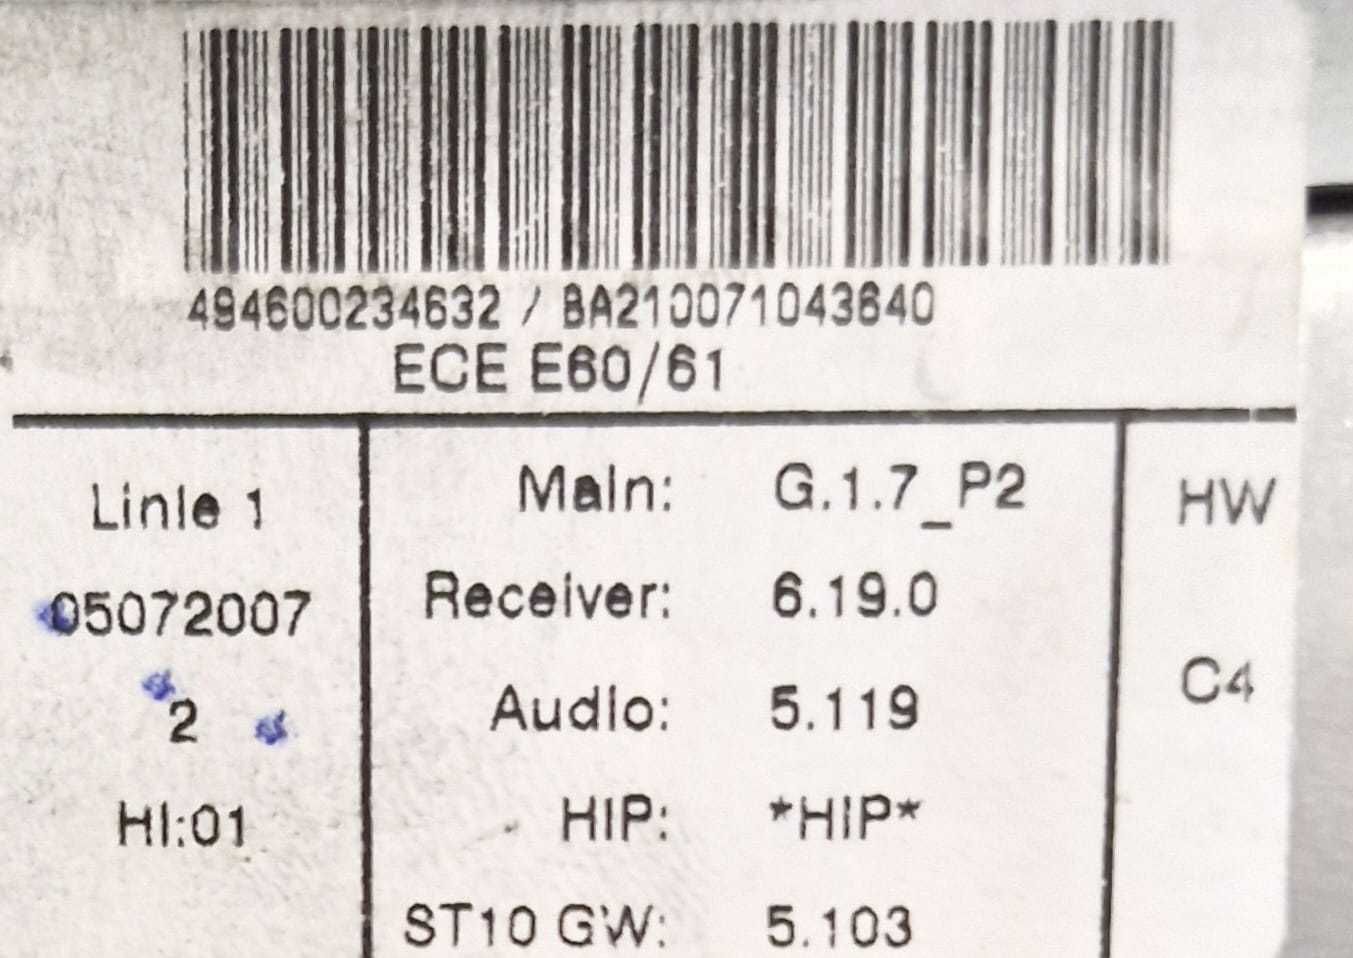 494600234632 / BA210071043640
ECE E60/61
Linie 1
05072007
2
HI:01
Main: G.1.7_P2
Receiver: 6.19.0
Audio: 5.119
HIP: *HIP*
ST10 GW: 5.103
HW
C4